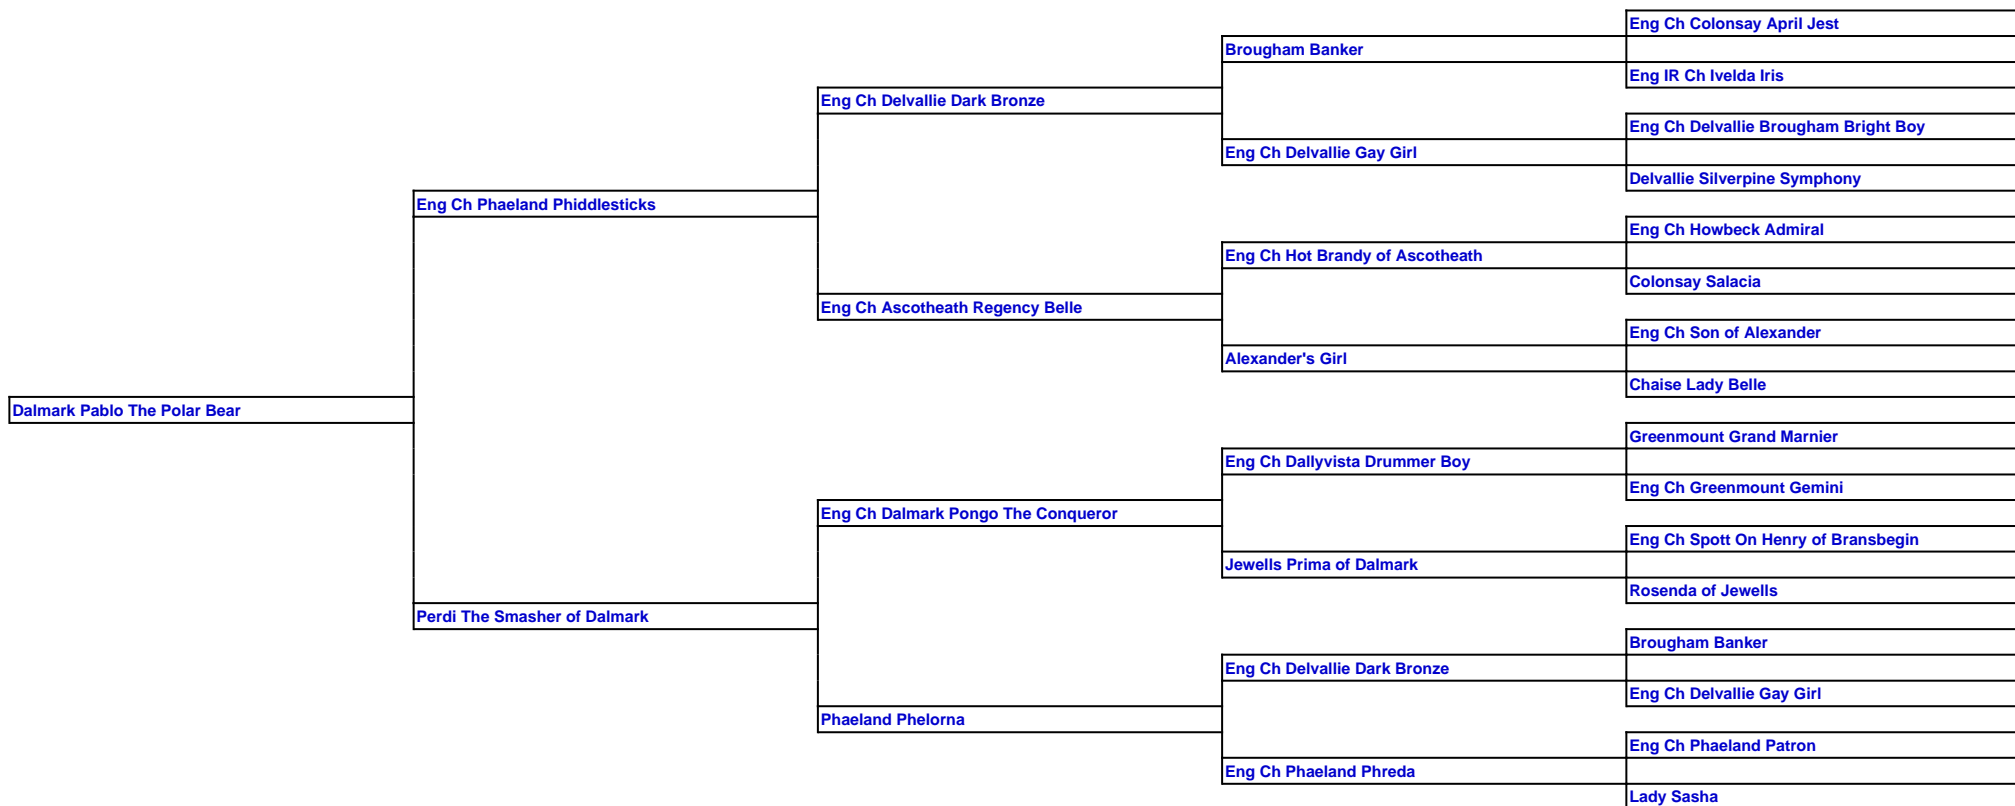 Eng Ch Colonsay April Jest
Brougham Banker
Eng IR Ch Ivelda Iris
Eng Ch Delvallie Dark Bronze
Eng Ch Delvallie Brougham Bright Boy
Eng Ch Delvallie Gay Girl
Delvallie Silverpine Symphony
Eng Ch Phaeland Phiddlesticks
Eng Ch Howbeck Admiral
Eng Ch Hot Brandy of Ascotheath
Colonsay Salacia
Eng Ch Ascotheath Regency Belle
Eng Ch Son of Alexander
Alexander's Girl
Chaise Lady Belle
Dalmark Pablo The Polar Bear
Greenmount Grand Marnier
Eng Ch Dallyvista Drummer Boy
Eng Ch Greenmount Gemini
Eng Ch Dalmark Pongo The Conqueror
Eng Ch Spott On Henry of Bransbegin
Jewells Prima of Dalmark
Rosenda of Jewells
Perdi The Smasher of Dalmark
Brougham Banker
Eng Ch Delvallie Dark Bronze
Eng Ch Delvallie Gay Girl
Phaeland Phelorna
Eng Ch Phaeland Patron
Eng Ch Phaeland Phreda
Lady Sasha